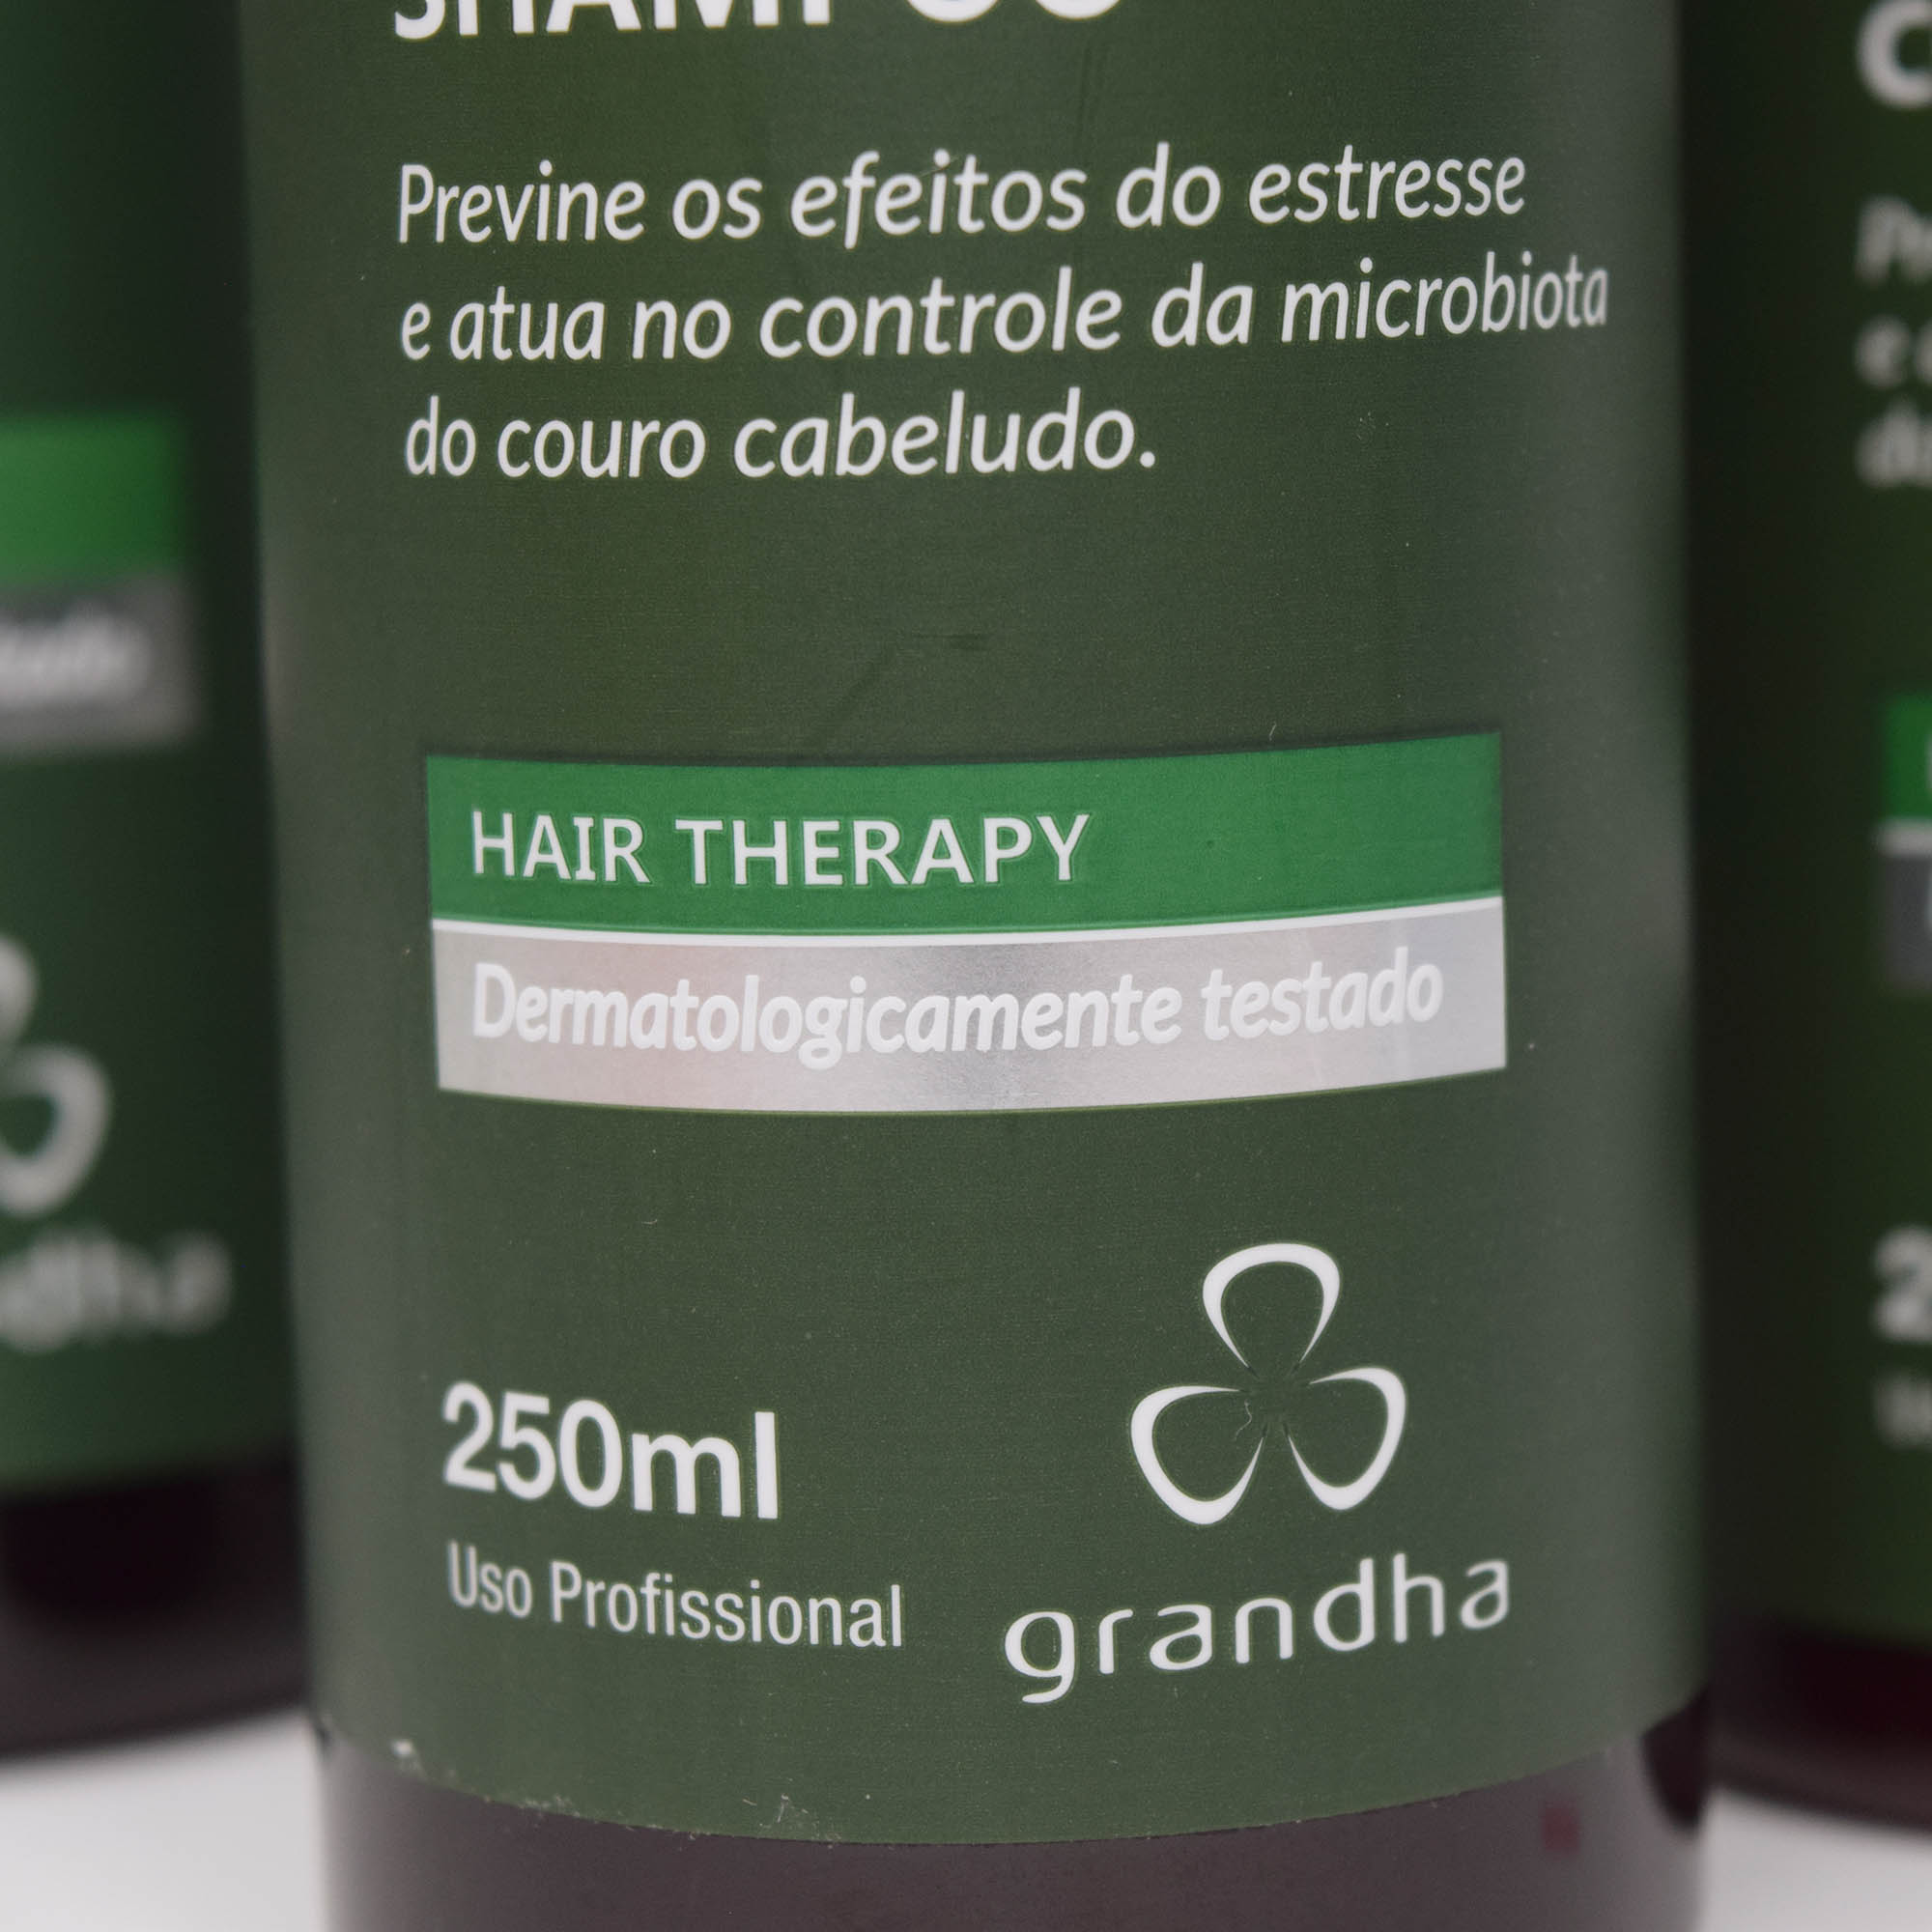 SHAMPOO
Previne os efeitos do estresse
e atua no controle da microbiota
do couro cabeludo.
HAIR THERAPY
Dermatologicamente testado
250ml
Uso Profissional
grandha